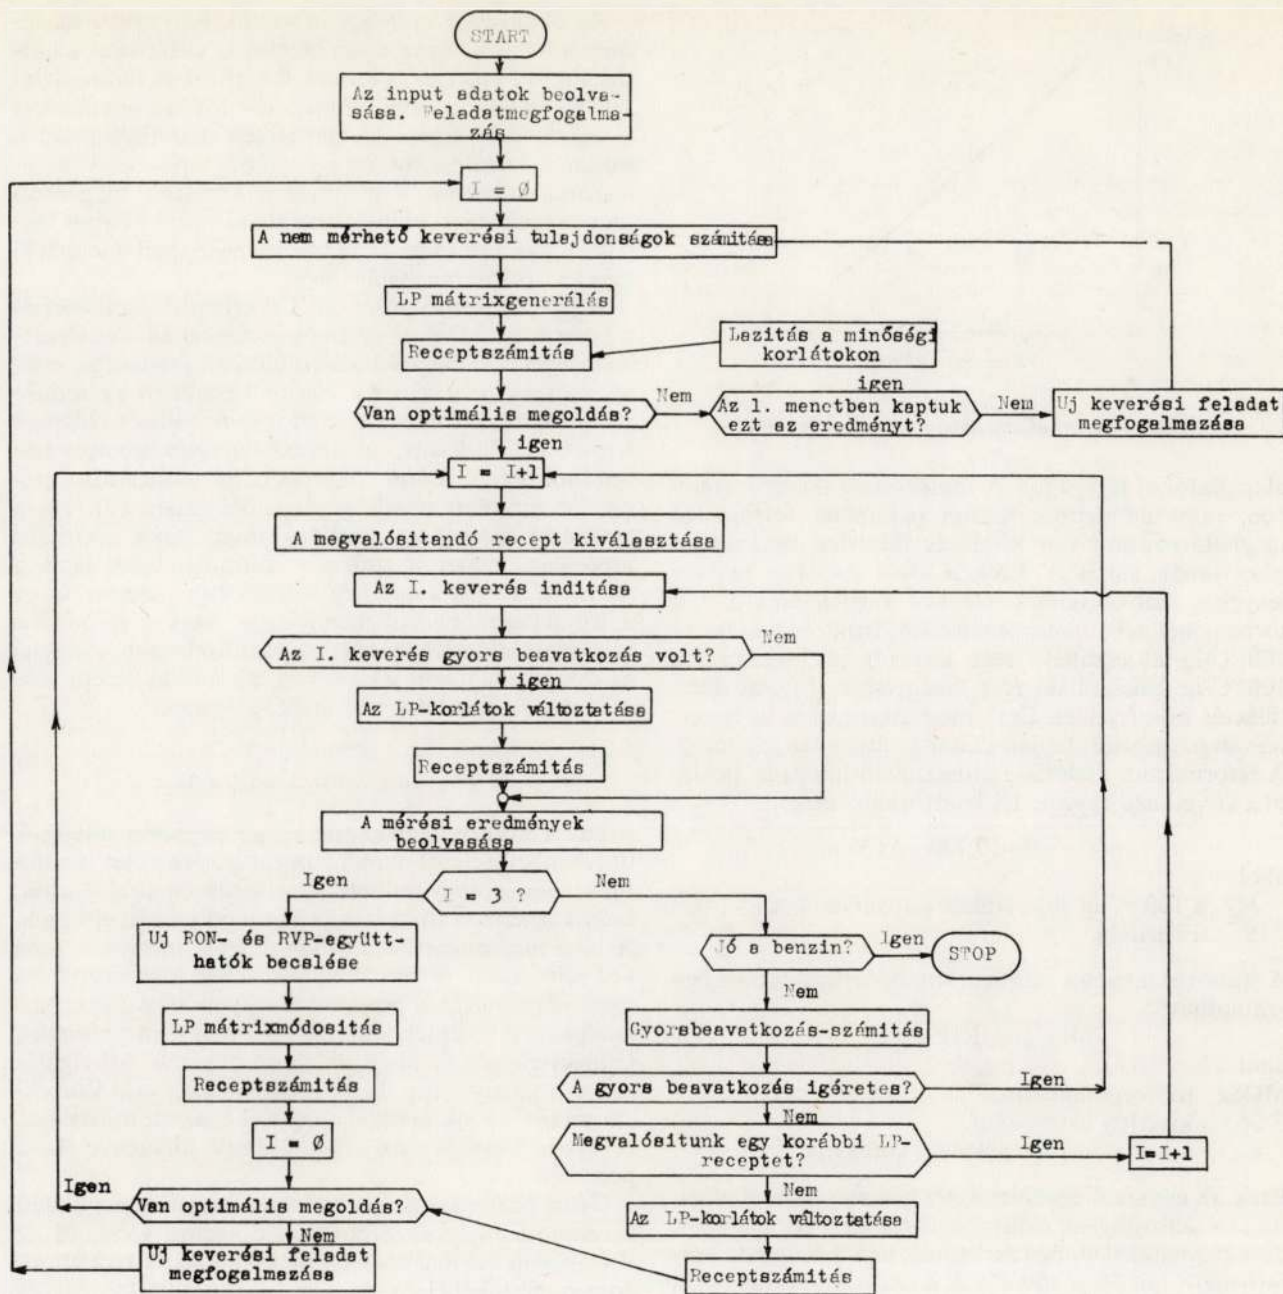 START
Az input adatok beolva-
sása. Feladatmegfogalma-
zás
I = Ø
A nem mérhető keverési tulajdonságok számítása
LP mátrixgenerálás
Receptszámítás
Lazítás a minőségi
korlátokon
igen
Van optimális megoldás?
Nem
Az 1. menetben kaptuk
ezt az eredményt?
Nem
Uj keverési feladat
megfogalmazása
igen
I = I+1
A megvalósitandó recept kiválasztása
Az I. keverés inditása
Az I. keverés gyors beavatkozás volt?
Nem
igen
Az LP-korlátok változtatása
Receptszámítás
A mérési eredmények
beolvasása
Igen
I = 3 ?
Nem
Uj RON- és RVP-együtt-
hatók becslése
Jó a benzin?
Igen
STOP
Nem
LP mátrixmódositás
Gyorsbeavatkozás-számitás
Receptszámítás
A gyors beavatkozás igéretes?
Igen
Nem
I = Ø
Megvalósitunk egy korábbi LP-
receptet?
Igen
I=I+1
Igen
Nem
Van optimális megoldás?
Az LP-korlátok változtatása
Nem
Uj keverési feladat
megfogalmazása
Receptszámítás